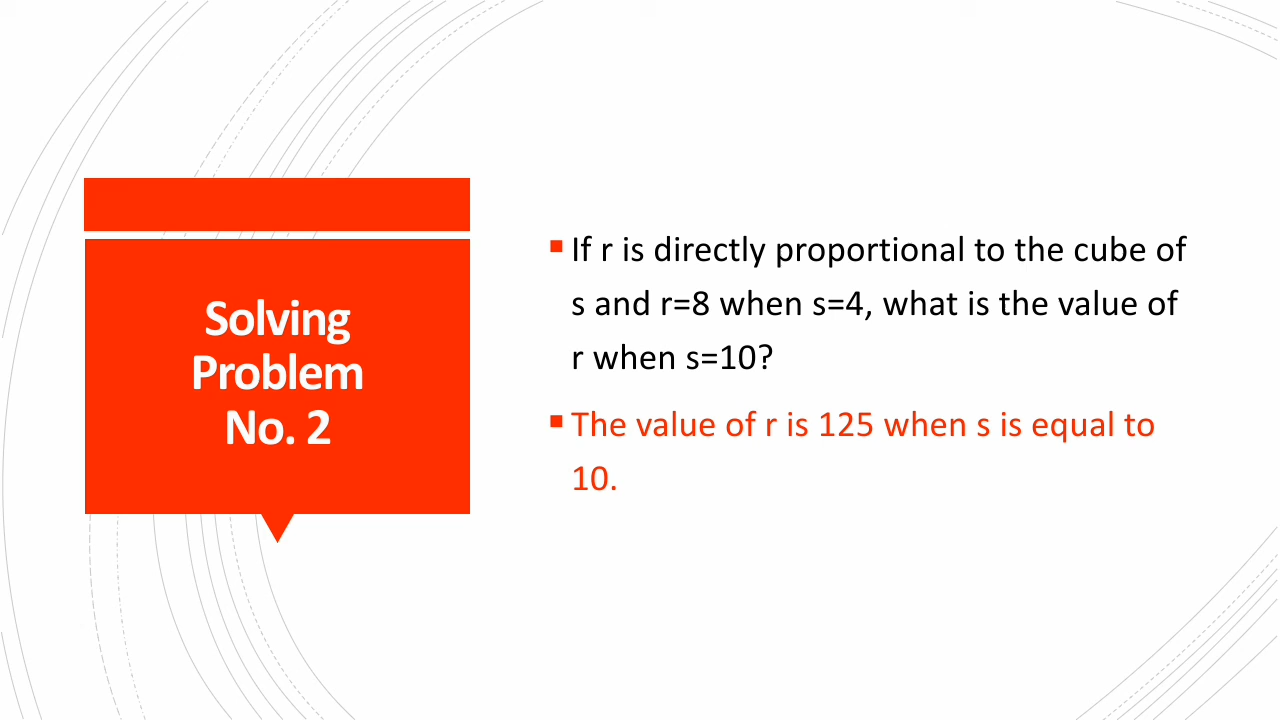 Solving
Problem
No. 2
If r is directly proportional to the cube of
s and r=8 when s=4, what is the value of
r when s=10?
The value of r is 125 when s is equal to
10.